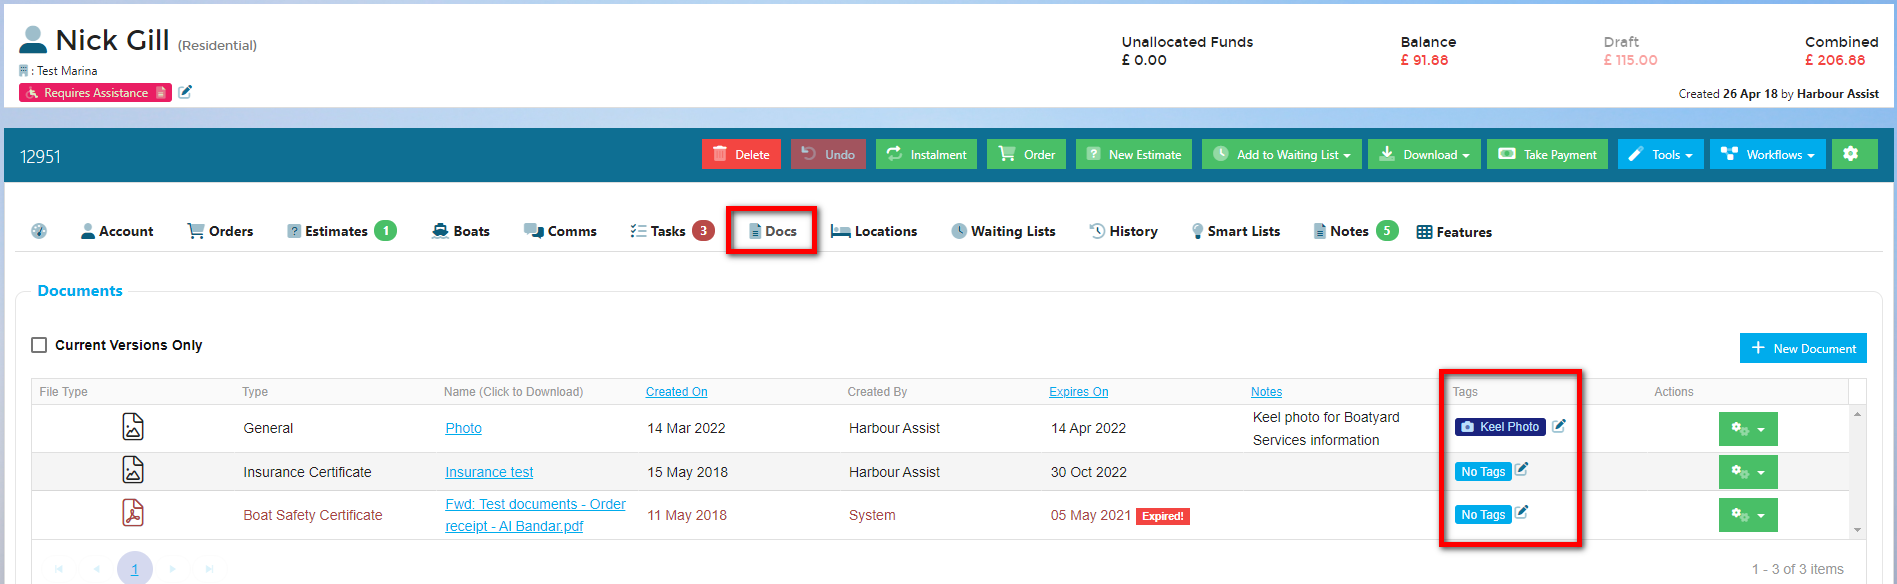 Nick Gill (Residential)
: Test Marina
Requires Assistance
Unallocated Funds
£ 0.00
Balance
£ 91.88
Draft
£ 115.00
Combined
£ 206.88
Created 26 Apr 18 by Harbour Assist
12951
Delete
Undo
Instalment
Order
New Estimate
Add to Waiting List
Download
Take Payment
Tools
Workflows
Account
Orders
Estimates 1
Boats
Comms
Tasks 3
Docs
Locations
Waiting Lists
History
Smart Lists
Notes 5
Features
Documents
Current Versions Only
New Document
File Type Type Name (Click to Download) Created On Created By Expires On Notes Tags Actions
General Photo 14 Mar 2022 Harbour Assist 14 Apr 2022 Keel photo for Boatyard
Services information
Keel Photo
Insurance Certificate Insurance test 15 May 2018 Harbour Assist 30 Oct 2022 No Tags
Boat Safety Certificate Fwd: Test documents - Order
receipt - Al Bandar.pdf
11 May 2018 System 05 May 2021 Expired! No Tags
1
1 - 3 of 3 items